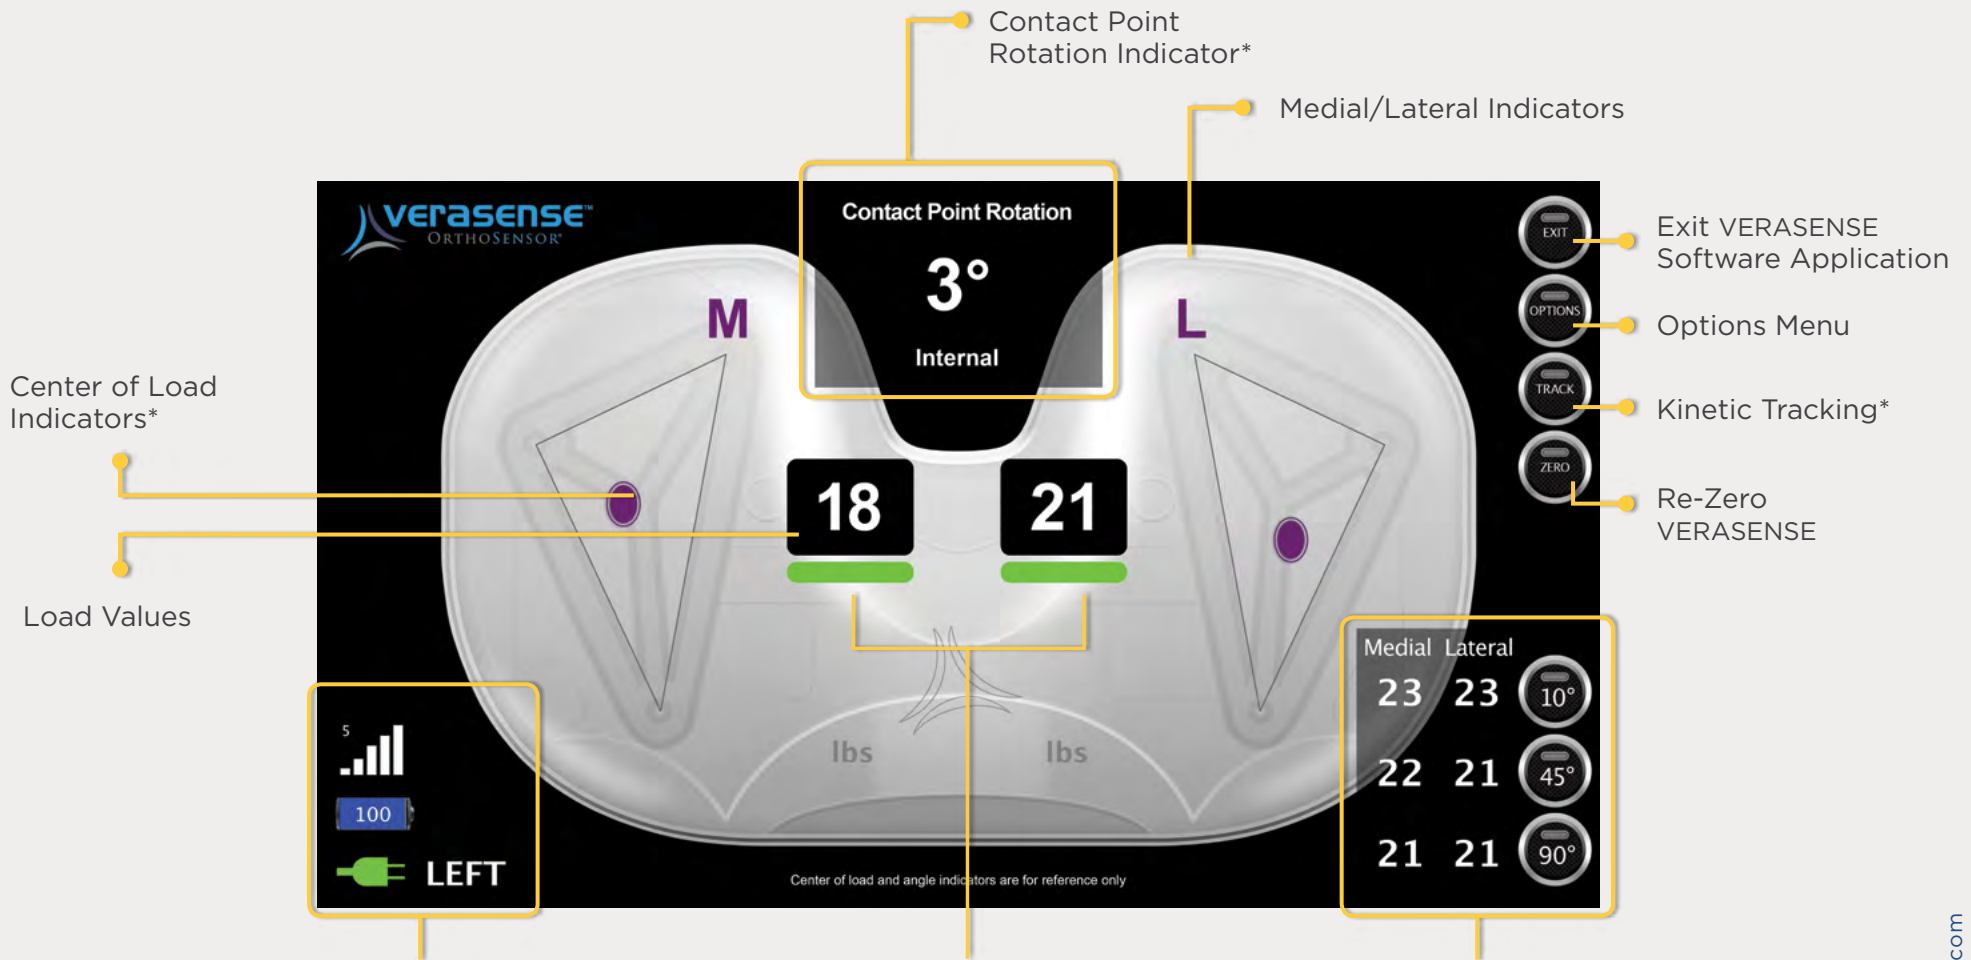 Contact Point
Rotation Indicator*
Medial/Lateral Indicators
verasense™
ORTHOSENSOR®
Contact Point Rotation
3°
Internal
M
L
EXIT
Exit VERASENSE
Software Application
OPTIONS
Options Menu
TRACK
Kinetic Tracking*
ZERO
Re-Zero
VERASENSE
Center of Load
Indicators*
18
21
Load Values
lbs
lbs
Medial Lateral
23 23 10°
22 21 45°
21 21 90°
5
100
LEFT
Center of load and angle indicators are for reference only
com